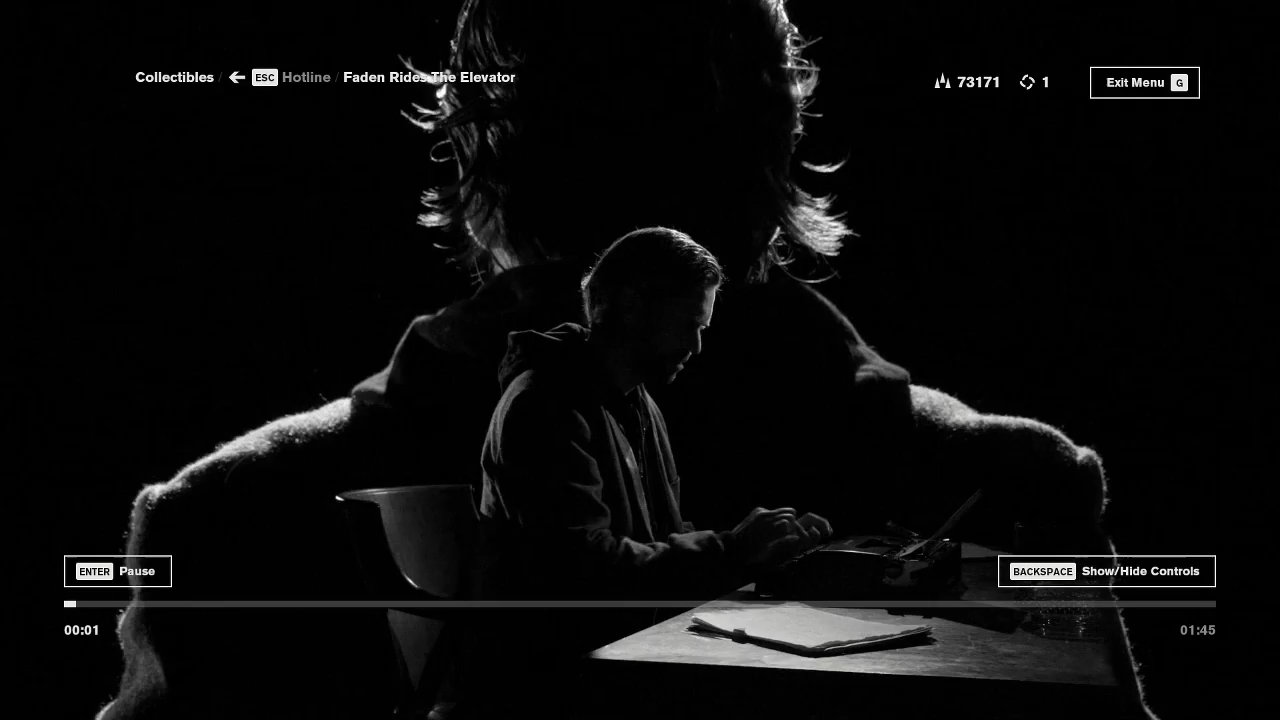 Collectibles / ESC Hotline / Faden Rides The Elevator
73171 1 Exit Menu G
ENTER Pause
BACKSPACE Show/Hide Controls
00:01 01:45